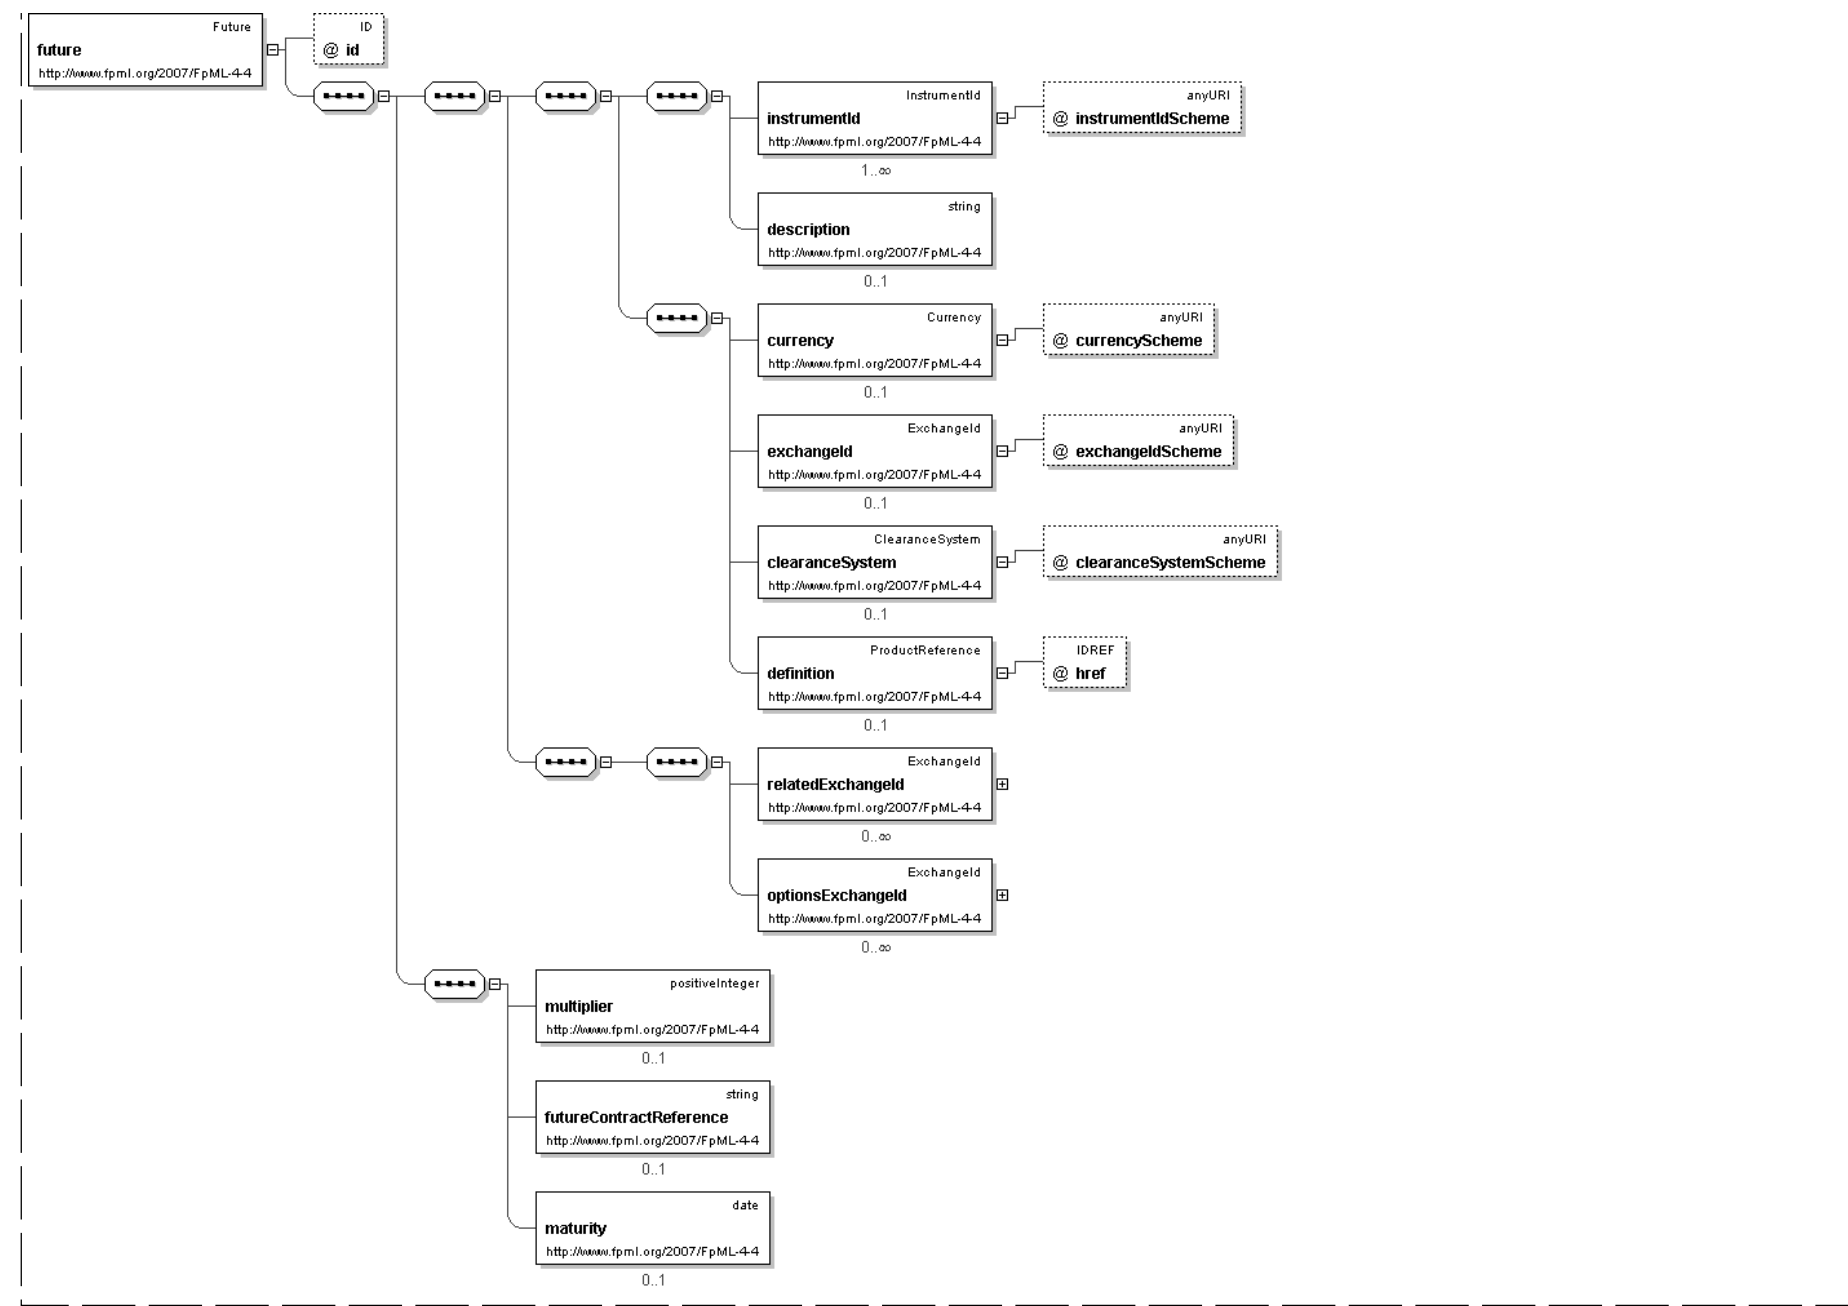 Future
future
http://www.fpml.org/2007/FpML-4-4
ID
@ id
InstrumentId
instrumentId
http://www.fpml.org/2007/FpML-4-4
1..∞
anyURI
@ instrumentIdScheme
string
description
http://www.fpml.org/2007/FpML-4-4
0..1
Currency
currency
http://www.fpml.org/2007/FpML-4-4
0..1
anyURI
@ currencyScheme
ExchangeId
exchangeId
http://www.fpml.org/2007/FpML-4-4
0..1
anyURI
@ exchangeIdScheme
ClearanceSystem
clearanceSystem
http://www.fpml.org/2007/FpML-4-4
0..1
anyURI
@ clearanceSystemScheme
ProductReference
definition
http://www.fpml.org/2007/FpML-4-4
0..1
IDREF
@ href
ExchangeId
relatedExchangeId
http://www.fpml.org/2007/FpML-4-4
0..∞
ExchangeId
optionsExchangeId
http://www.fpml.org/2007/FpML-4-4
0..∞
positiveInteger
multiplier
http://www.fpml.org/2007/FpML-4-4
0..1
string
futureContractReference
http://www.fpml.org/2007/FpML-4-4
0..1
date
maturity
http://www.fpml.org/2007/FpML-4-4
0..1